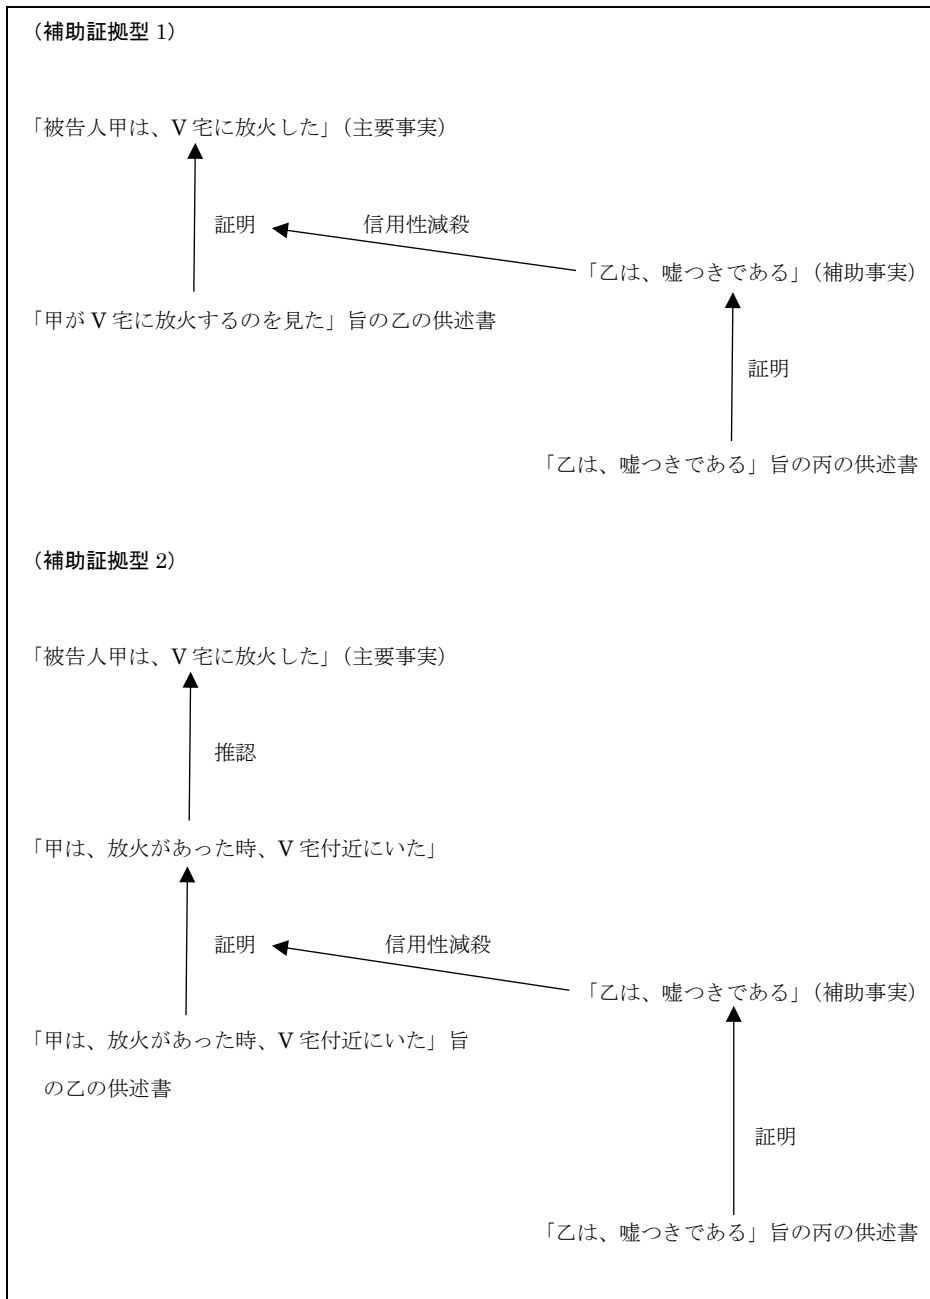 （補助証拠型 1）
「被告人甲は、V 宅に放火した」（主要事実）
証明
信用性減殺
「乙は、嘘つきである」（補助事実）
「甲が V 宅に放火するのを見た」旨の乙の供述書
証明
「乙は、嘘つきである」旨の丙の供述書
（補助証拠型 2）
「被告人甲は、V 宅に放火した」（主要事実）
推認
「甲は、放火があった時、V 宅付近にいた」
証明
信用性減殺
「乙は、嘘つきである」（補助事実）
「甲は、放火があった時、V 宅付近にいた」旨
の乙の供述書
証明
「乙は、嘘つきである」旨の丙の供述書